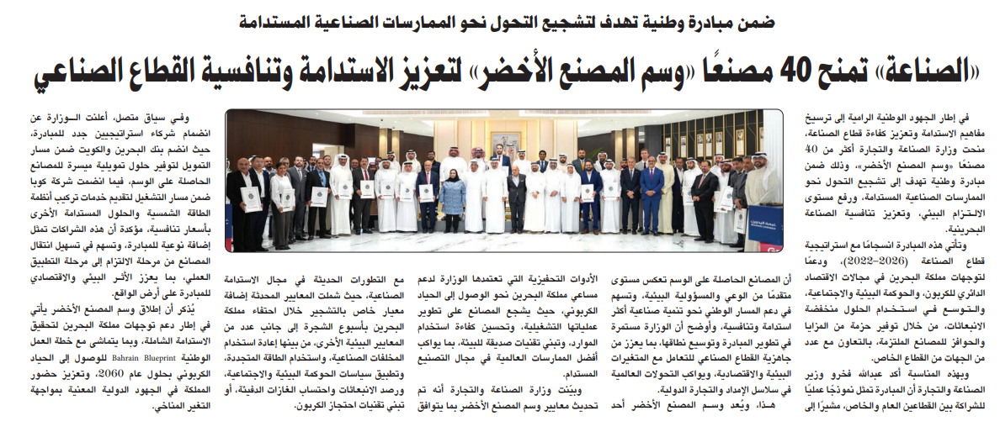 ضمن مبادرة وطنية تهدف لتشجيع التحول نحو الممارسات الصناعية المستدامة
«الصناعة» تمنح 40 مصنعًا «وسم المصنع الأخضر» لتعزيز الاستدامة وتنافسية القطاع الصناعي
في إطار الجهود الوطنية الرامية إلى ترسيخ
مفاهيم الاستدامة وتعزيز كفاءة قطاع الصناعة،
منحت وزارة الصناعة والتجارة أكثر من 40
مصنعًا «وسم المصنع الأخضر»، وذلك ضمن
مبادرة وطنية تهدف إلى تشجيع التحول نحو
الممارسات الصناعية المستدامة، ورفع مستوى
الالتزام البيئي، وتعزيز تنافسية الصناعة
البحرينية.
وتأتي هذه المبادرة انسجامًا مع استراتيجية
قطاع الصناعة (2022–2026)، ودعمًا
لتوجهات مملكة البحرين في مجالات الاقتصاد
الدائري للكربون، والحوكمة البيئية والاجتماعية،
والتوسع في استخدام الحلول منخفضة
الانبعاثات، من خلال توفير حزمة من المزايا
والحوافز للمصانع الملتزمة، بالتعاون مع عدد
من الجهات من القطاع الخاص.
وبهذه المناسبة أكد عبدالله فخرو وزير
الصناعة والتجارة أن المبادرة تمثل نموذجًا عمليًا
للشراكة بين القطاعين العام والخاص، مشيرًا إلى
أن المصانع الحاصلة على الوسم تعكس مستوى
متقدمًا من الوعي والمسؤولية البيئية، وتسهم
في دعم المسار الوطني نحو تنمية صناعية أكثر
استدامة وتنافسية، وأوضح أن الوزارة مستمرة
في تطوير المبادرة وتوسيع نطاقها، بما يعزز من
جاهزية القطاع الصناعي للتعامل مع المتغيرات
البيئية والاقتصادية، ويواكب التحولات العالمية
في سلاسل الإمداد والتجارة الدولية.
هذا، ويُعد وسم المصنع الأخضر أحد
الأدوات التحفيزية التي تعتمدها الوزارة لدعم
مساعي مملكة البحرين نحو الوصول إلى الحياد
الكربوني، حيث يشجع المصانع على تطوير
عملياتها التشغيلية، وتحسين كفاءة استخدام
الموارد، وتبني تقنيات صديقة للبيئة، بما يواكب
أفضل الممارسات العالمية في مجال التصنيع
المستدام.
وبيّنت وزارة الصناعة والتجارة أنه تم
تحديث معايير وسم المصنع الأخضر بما يتوافق
مع التطورات الحديثة في مجال الاستدامة
الصناعية، حيث شملت المعايير المحدثة إضافة
معيار خاص بالتشجير خلال احتفاء مملكة
البحرين بأسبوع الشجرة إلى جانب عدد من
المعايير البيئية الأخرى، من بينها إعادة استخدام
المخلفات الصناعية، واستخدام الطاقة المتجددة،
وتطبيق سياسات الحوكمة البيئية والاجتماعية،
ورصد الانبعاثات واحتساب الغازات الدفيئة، أو
تبني تقنيات احتجاز الكربون.
وفي سياق متصل، أعلنت الوزارة عن
انضمام شركاء استراتيجيين جدد للمبادرة،
حيث انضم بنك البحرين والكويت ضمن مسار
التمويل لتوفير حلول تمويلية ميسرة للمصانع
الحاصلة على الوسم، فيما انضمت شركة كوبا
ضمن مسار التشغيل لتقديم خدمات تركيب أنظمة
الطاقة الشمسية والحلول المستدامة الأخرى
بأسعار تنافسية، مؤكدة أن هذه الشراكات تمثل
إضافة نوعية للمبادرة، وتسهم في تسهيل انتقال
المصانع من مرحلة الالتزام إلى مرحلة التطبيق
العملي، بما يعزز الأثر البيئي والاقتصادي
للمبادرة على أرض الواقع.
يُذكر أن إطلاق وسم المصنع الأخضر يأتي
في إطار دعم توجهات مملكة البحرين لتحقيق
الاستدامة الشاملة، وبما يتماشى مع خطة العمل
الوطنية Bahrain Blueprint للوصول إلى الحياد
الكربوني بحلول عام 2060، وتعزيز حضور
المملكة في الجهود الدولية المعنية بمواجهة
التغير المناخي.